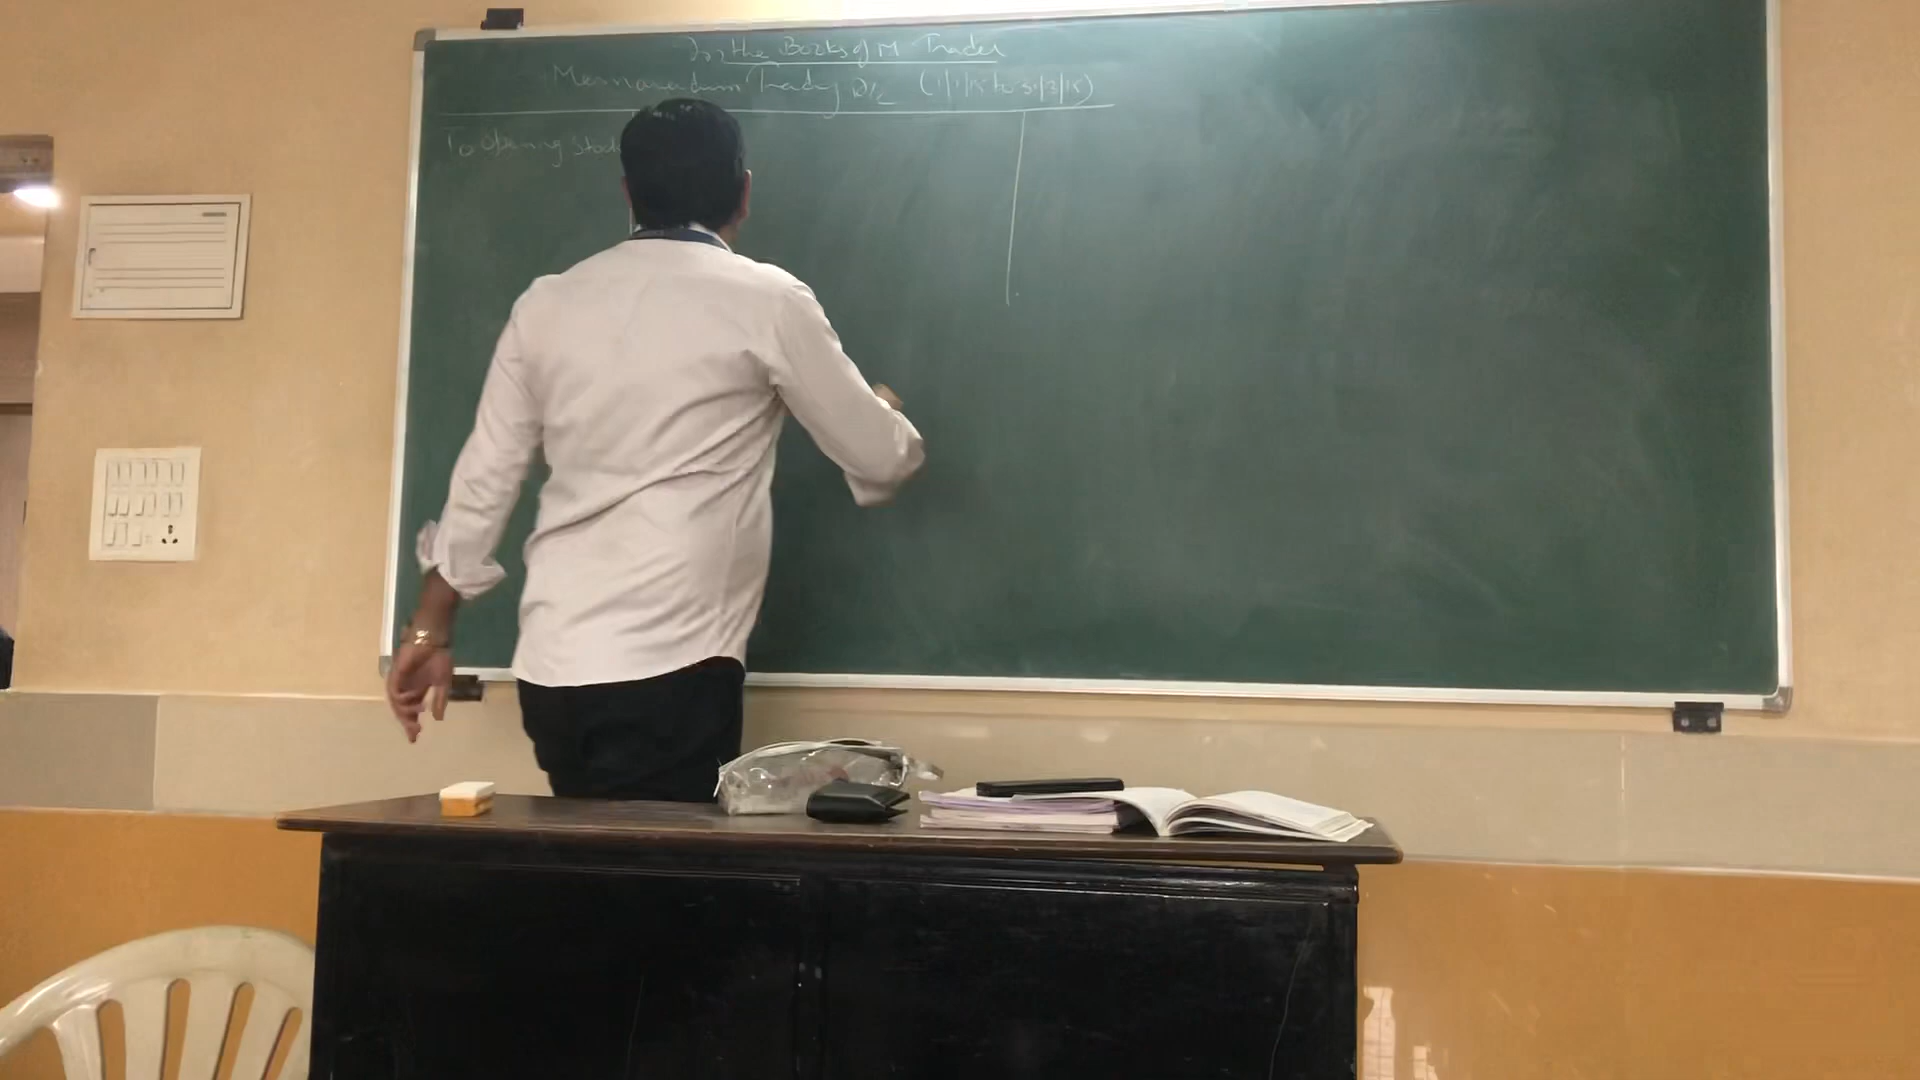 In the Books of M Trader
Memorandum Trading A/c (1/1/15 to 31/3/15)
To Opening Stock